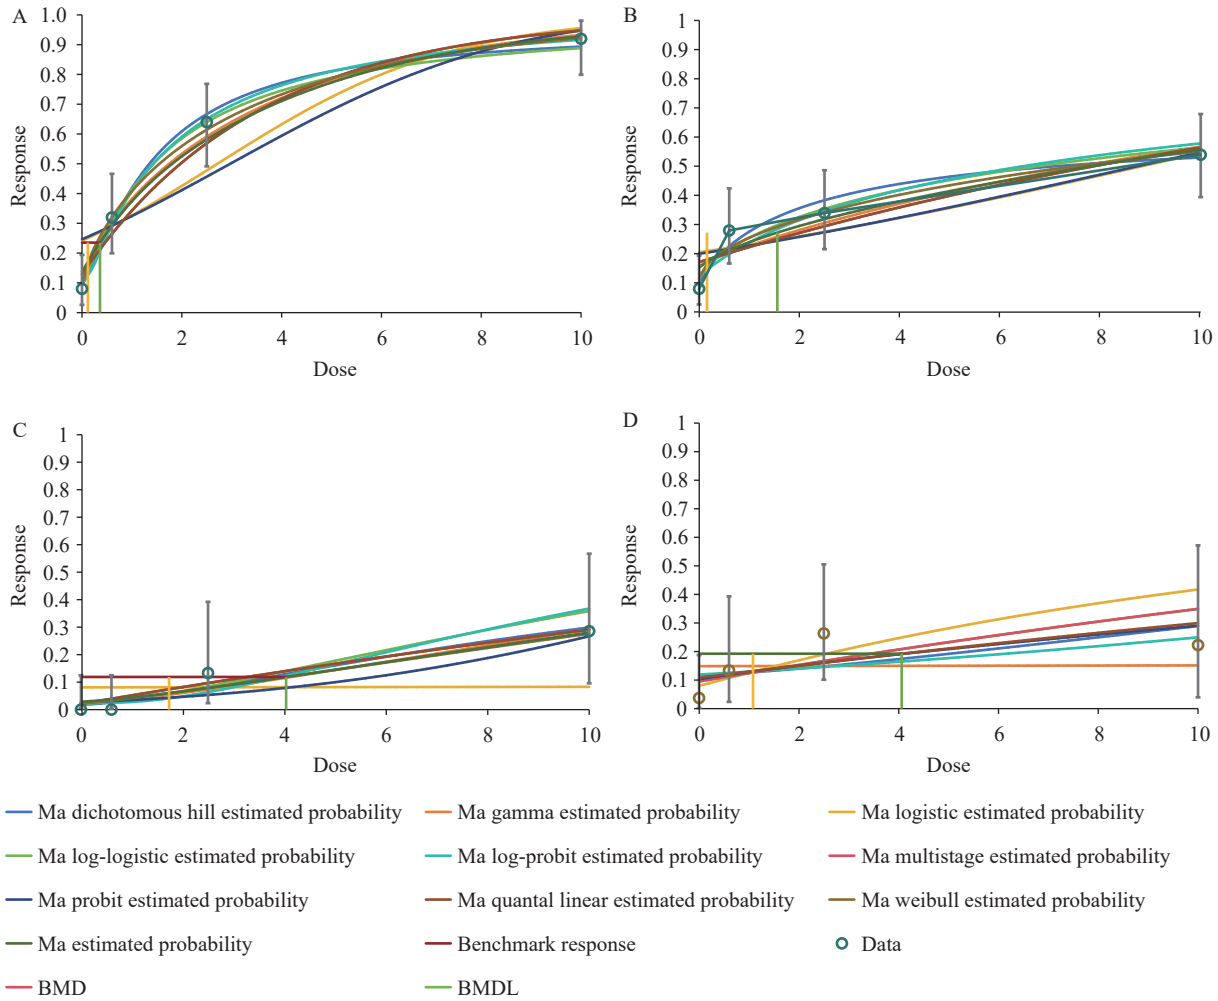 A
1.0
0.9
0.8
0.7
0.6
0.5
0.4
0.3
0.2
0.1
0
Response
0 2 4 6 8 10
Dose
B
1
0.9
0.8
0.7
0.6
0.5
0.4
0.3
0.2
0.1
0
Response
0 2 4 6 8 10
Dose
C
1
0.9
0.8
0.7
0.6
0.5
0.4
0.3
0.2
0.1
0
Response
0 2 4 6 8 10
Dose
D
1
0.9
0.8
0.7
0.6
0.5
0.4
0.3
0.2
0.1
0
Response
0 2 4 6 8 10
Dose
Ma dichotomous hill estimated probability
Ma gamma estimated probability
Ma logistic estimated probability
Ma log-logistic estimated probability
Ma log-probit estimated probability
Ma multistage estimated probability
Ma probit estimated probability
Ma quantal linear estimated probability
Ma weibull estimated probability
Ma estimated probability
Benchmark response
Data
BMD
BMDL